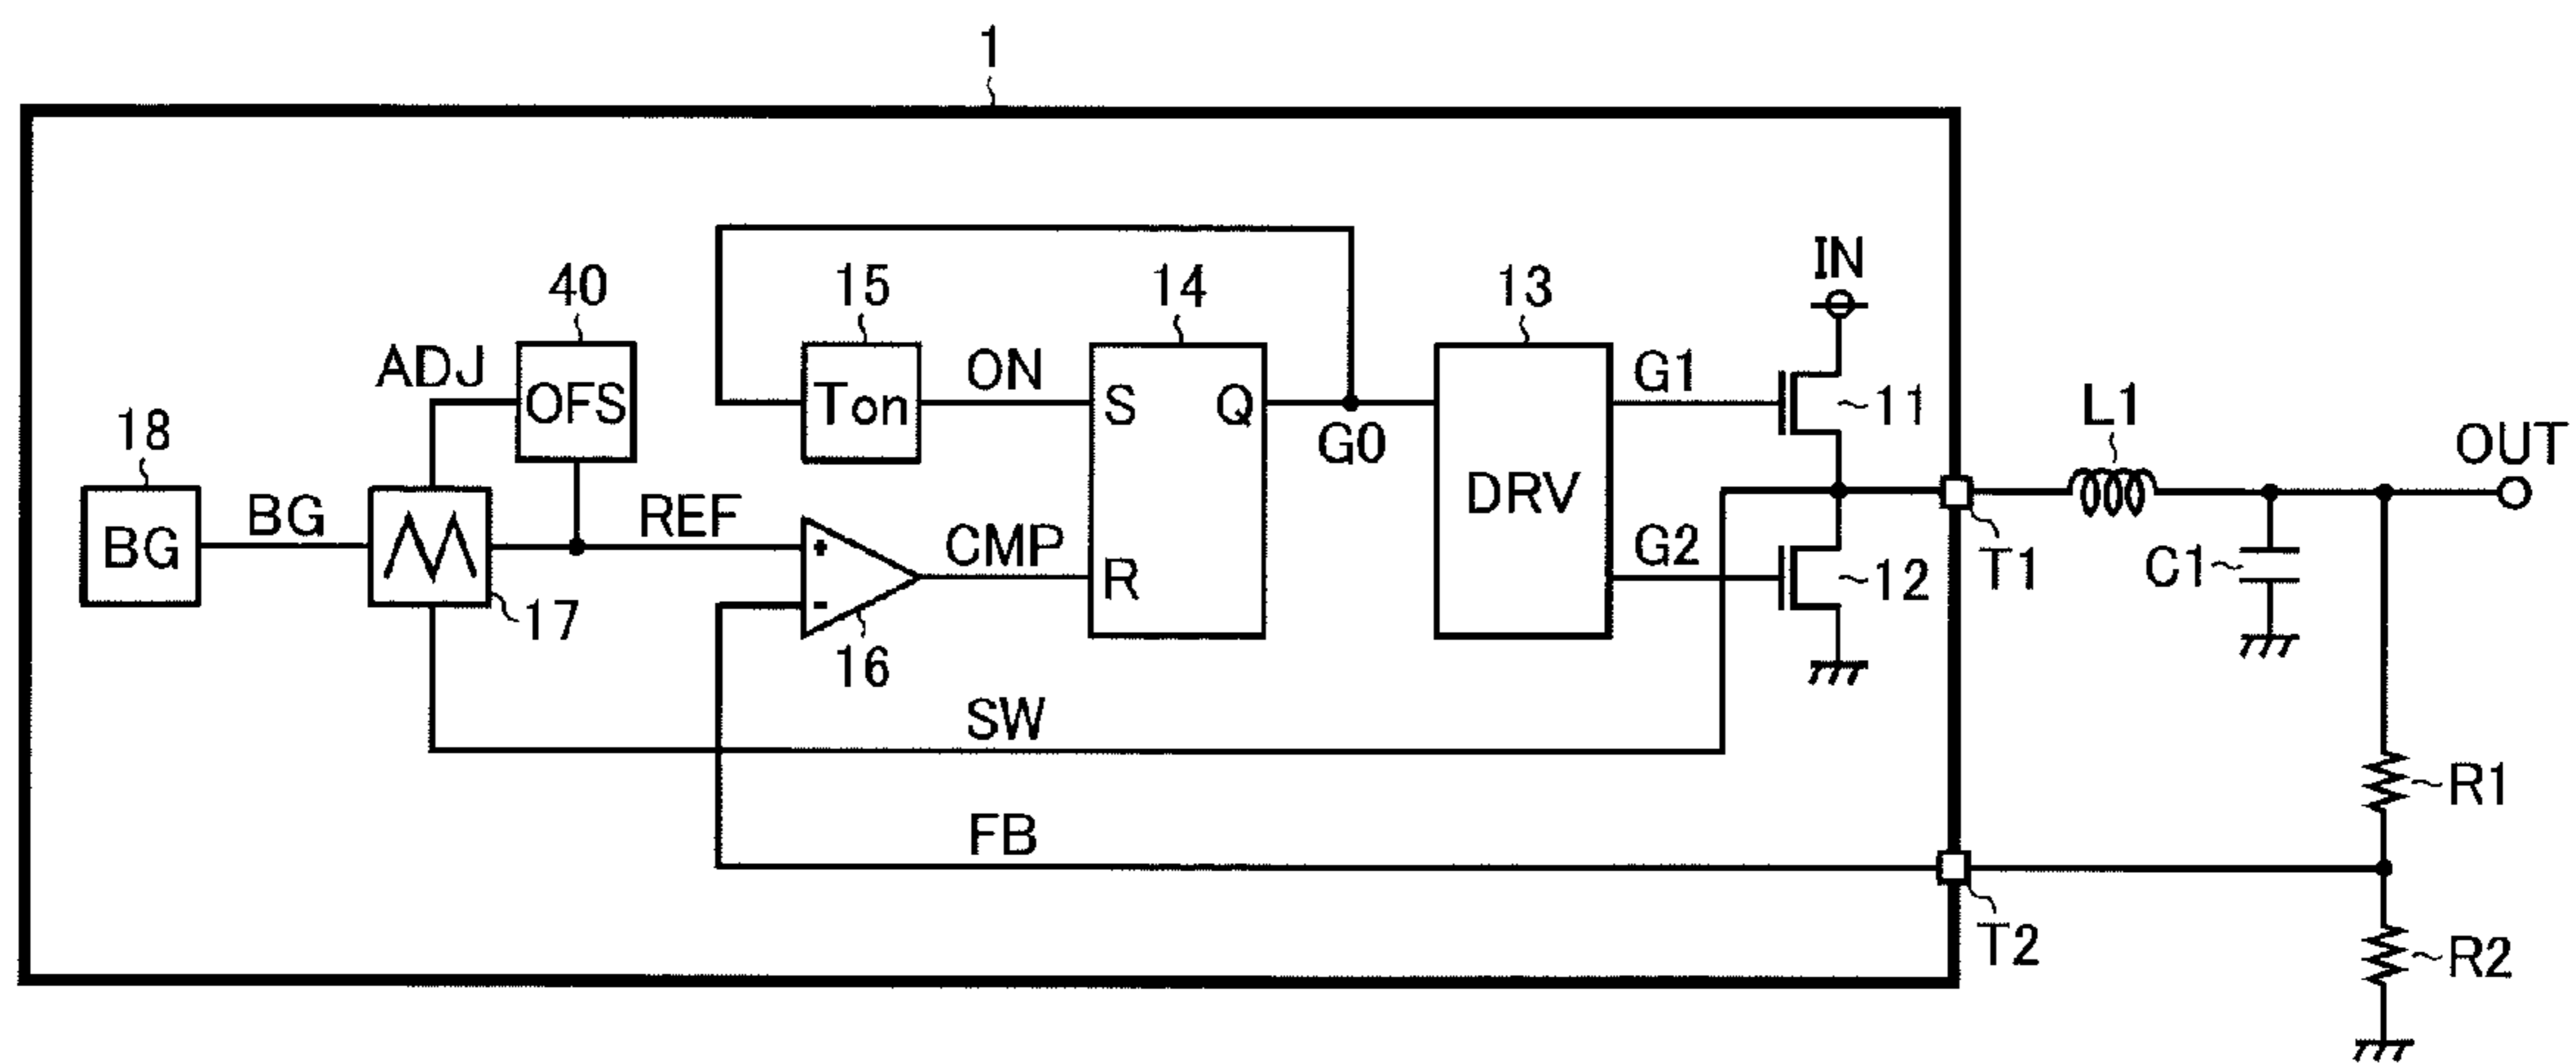 1
IN
40
15
14
13
ADJ
OFS
Ton
ON
S
Q
G0
DRV
G1
11
L1
OUT
18
BG
BG
17
REF
+
-
16
CMP
R
G2
12
T1
C1
SW
R1
FB
T2
R2